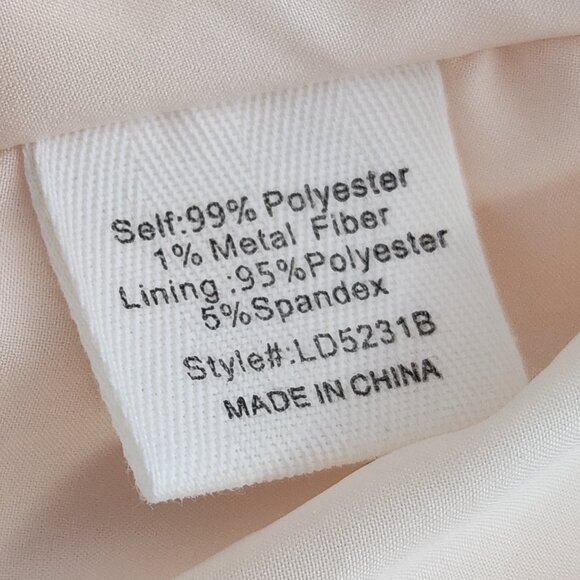 Self:99% Polyester
1% Metal Fiber
Lining :95%Polyester
5%Spandex
Style#:LD5231B
MADE IN CHINA